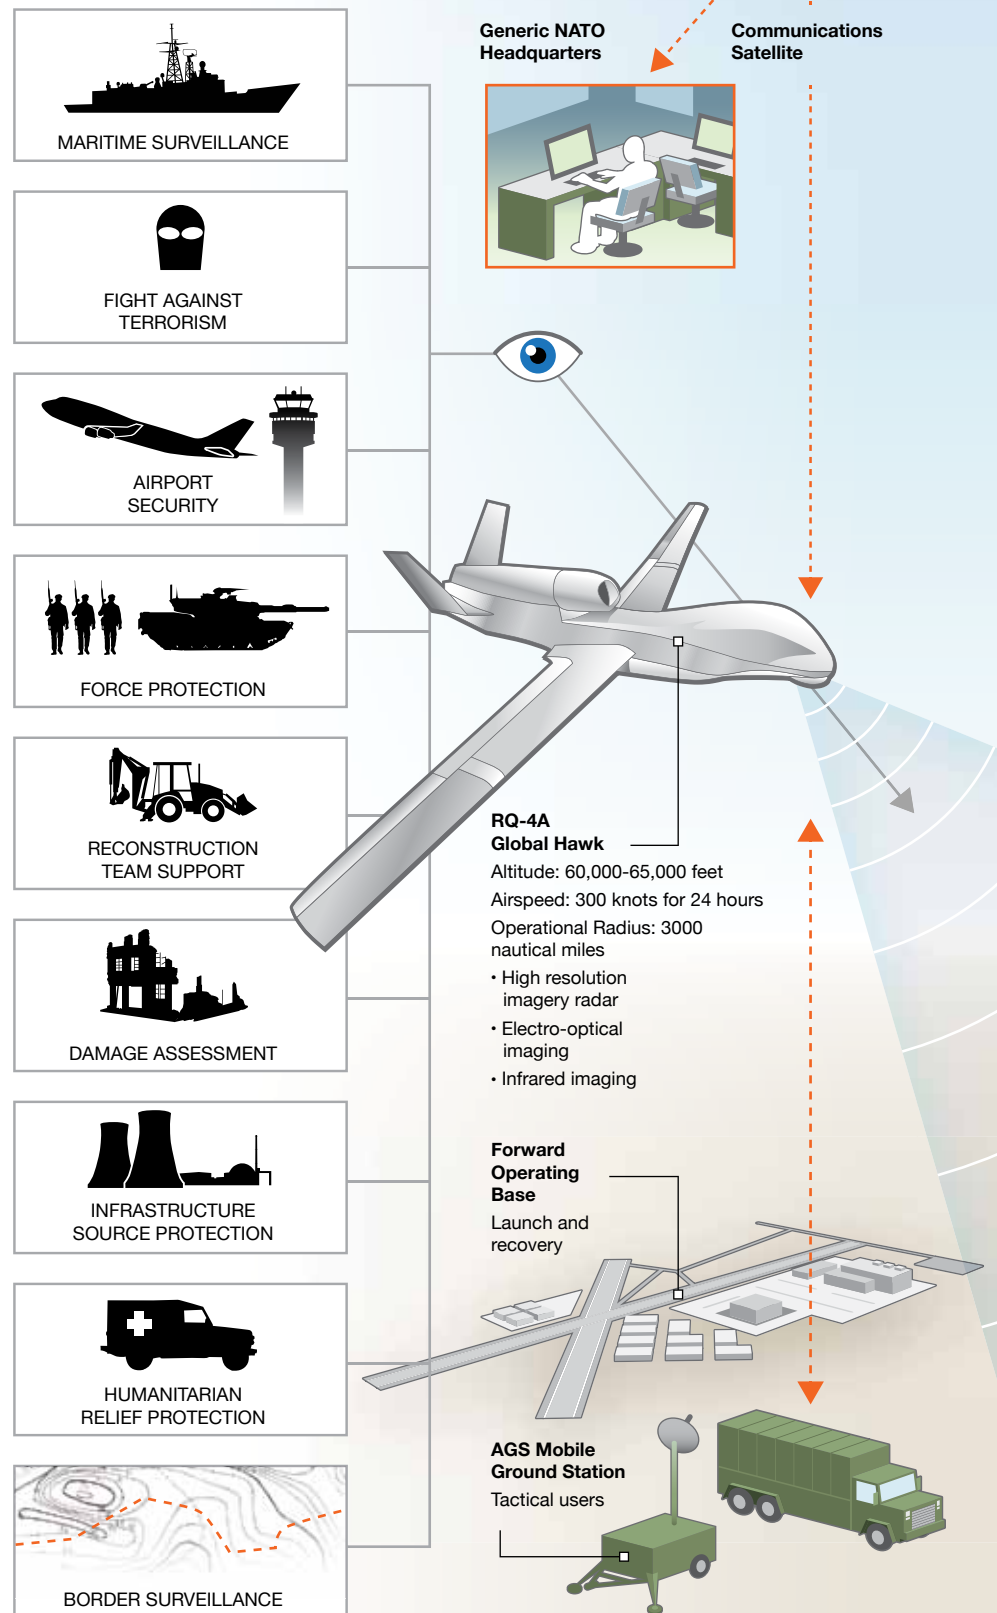 Generic NATO
Headquarters
Communications
Satellite
MARITIME SURVEILLANCE
FIGHT AGAINST
TERRORISM
AIRPORT
SECURITY
FORCE PROTECTION
RECONSTRUCTION
TEAM SUPPORT
DAMAGE ASSESSMENT
INFRASTRUCTURE
SOURCE PROTECTION
HUMANITARIAN
RELIEF PROTECTION
BORDER SURVEILLANCE
RQ-4A
Global Hawk
Altitude: 60,000-65,000 feet
Airspeed: 300 knots for 24 hours
Operational Radius: 3000
nautical miles
• High resolution
imagery radar
• Electro-optical
imaging
• Infrared imaging
Forward
Operating
Base
Launch and
recovery
AGS Mobile
Ground Station
Tactical users